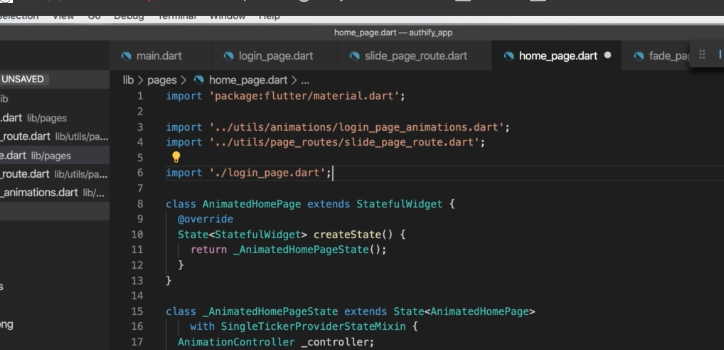 Selection View Go Debug Terminal Window Help
home_page.dart — authify_app
main.dart login_page.dart slide_page_route.dart home_page.dart fade_pag
UNSAVED
lib > pages > home_page.dart > ...
ib
.dart lib/pages
_route.dart lib/utils/pa...
e.dart lib/pages
_route.dart lib/utils/pa...
_animations.dart lib/...
s
ong
1 import 'package:flutter/material.dart';
2
3 import '../utils/animations/login_page_animations.dart';
4 import '../utils/page_routes/slide_page_route.dart';
5
6 import './login_page.dart';
7
8 class AnimatedHomePage extends StatefulWidget {
9 @override
10 State<StatefulWidget> createState() {
11 return _AnimatedHomePageState();
12 }
13 }
14
15 class _AnimatedHomePageState extends State<AnimatedHomePage>
16 with SingleTickerProviderStateMixin {
17 AnimationController _controller;